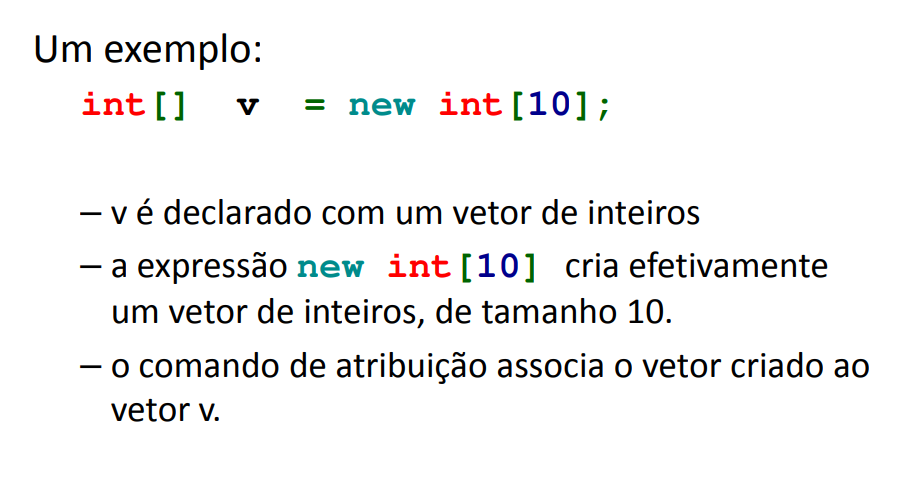 Um exemplo:
int[] v = new int[10];
– v é declarado com um vetor de inteiros
– a expressão new int[10] cria efetivamente
um vetor de inteiros, de tamanho 10.
– o comando de atribuição associa o vetor criado ao
vetor v.